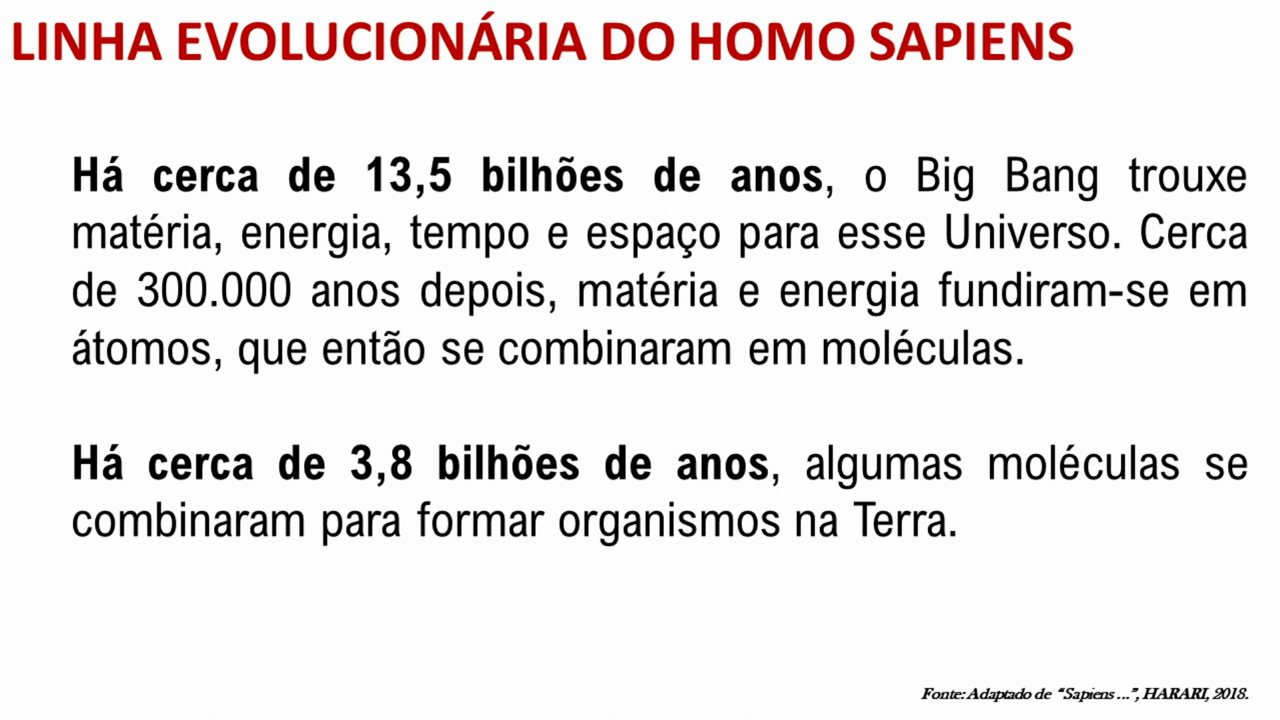 LINHA EVOLUCIONÁRIA DO HOMO SAPIENS
Há cerca de 13,5 bilhões de anos, o Big Bang trouxe
matéria, energia, tempo e espaço para esse Universo. Cerca
de 300.000 anos depois, matéria e energia fundiram-se em
átomos, que então se combinaram em moléculas.
Há cerca de 3,8 bilhões de anos, algumas moléculas se
combinaram para formar organismos na Terra.
Fonte: Adaptado de “Sapiens ...”, HARARI, 2018.